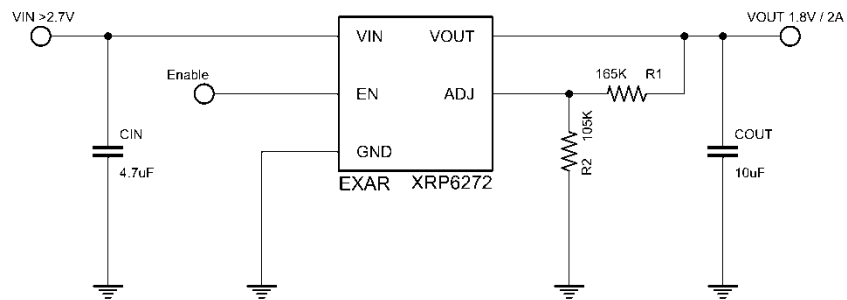 VIN >2.7V
VOUT 1.8V / 2A
VIN
VOUT
Enable
165K
R1
EN
ADJ
105K
R2
CIN
4.7uF
GND
COUT
10uF
EXAR
XRP6272